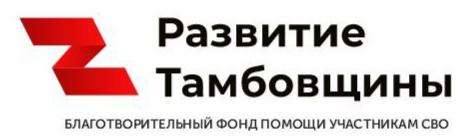 Развитие
Тамбовщины
БЛАГОТВОРИТЕЛЬНЫЙ ФОНД ПОМОЩИ УЧАСТНИКАМ СВО